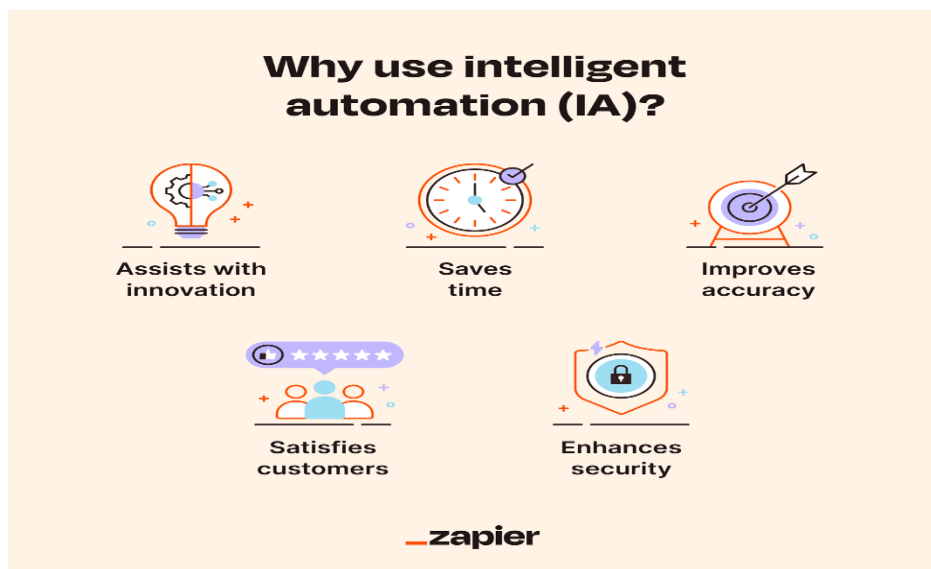 Why use intelligent
automation (IA)?
Assists with
innovation
Saves
time
Improves
accuracy
Satisfies
customers
Enhances
security
_zapier